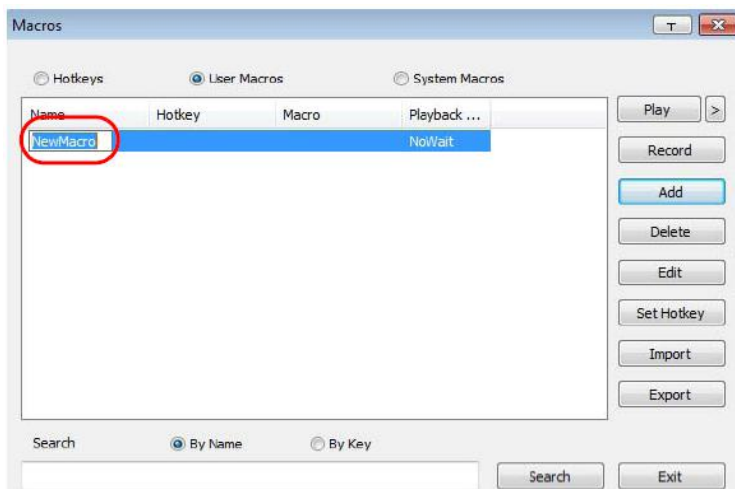 Macros
Hotkeys User Macros System Macros
Name Hotkey Macro Playback ... Play >
NewMacro NoWait
Record
Add
Delete
Edit
Set Hotkey
Import
Export
Search By Name By Key
Search Exit